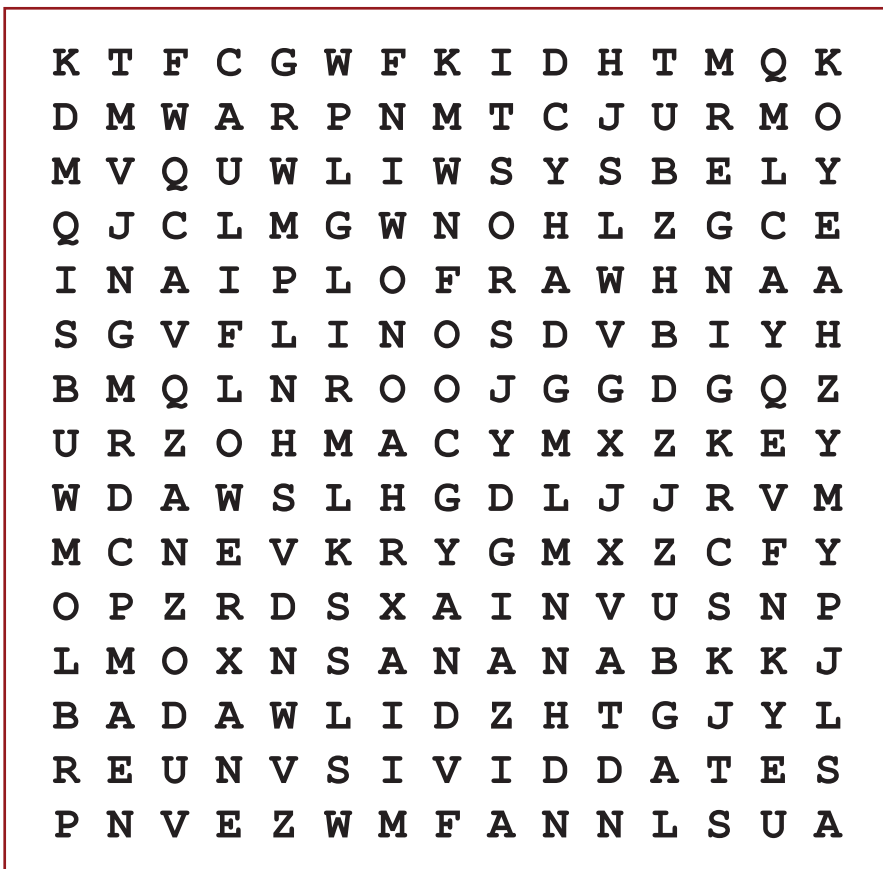 K T F C G W F K I D H T M Q K
D M W A R P N M T C J U R M O
M V Q U W L I W S Y S B E L Y
Q J C L M G W N O H L Z G C E
I N A I P L O F R A W H N A A
S G V F L I N O S D V B I Y H
B M Q L N R O O J G G D G Q Z
U R Z O H M A C Y M X Z K E Y
W D A W S L H G D L J J R V M
M C N E V K R Y G M X Z C F Y
O P Z R D S X A I N V U S N P
L M O X N S A N A N A B K K J
B A D A W L I D Z H T G J Y L
R E U N V S I V I D D A T E S
P N V E Z W M F A N N L S U A